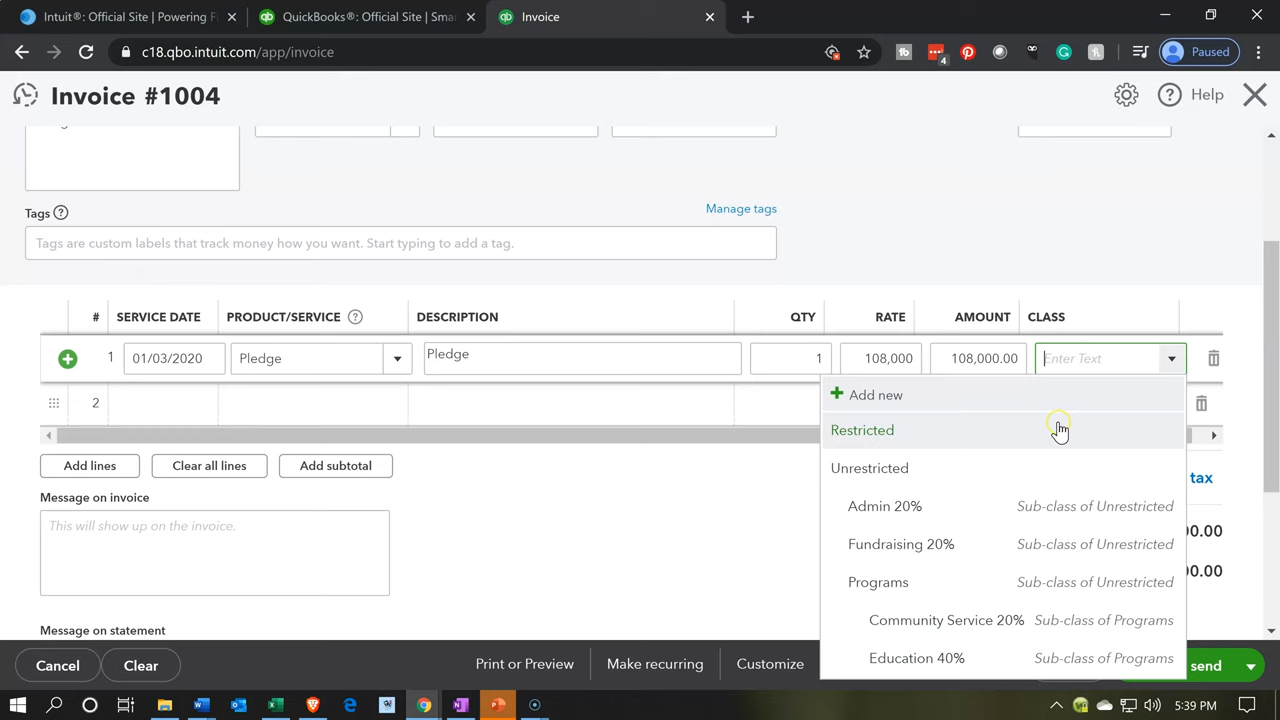 Intuit®: Official Site | Powering F
QuickBooks®: Official Site | Smar
Invoice
c18.qbo.intuit.com/app/invoice
4
Paused
Invoice #1004
Help
Tags
Manage tags
Tags are custom labels that track money how you want. Start typing to add a tag.
# SERVICE DATE PRODUCT/SERVICE DESCRIPTION QTY RATE AMOUNT CLASS
1 01/03/2020 Pledge Pledge 1 108,000 108,000.00 Enter Text
2
Add new
Restricted
Unrestricted
Admin 20% Sub-class of Unrestricted
Fundraising 20% Sub-class of Unrestricted
Programs Sub-class of Unrestricted
Community Service 20% Sub-class of Programs
Education 40% Sub-class of Programs
Add lines
Clear all lines
Add subtotal
tax
Message on invoice
This will show up on the invoice.
00.00
00.00
Message on statement
Cancel
Clear
Print or Preview
Make recurring
Customize
send
5:39 PM